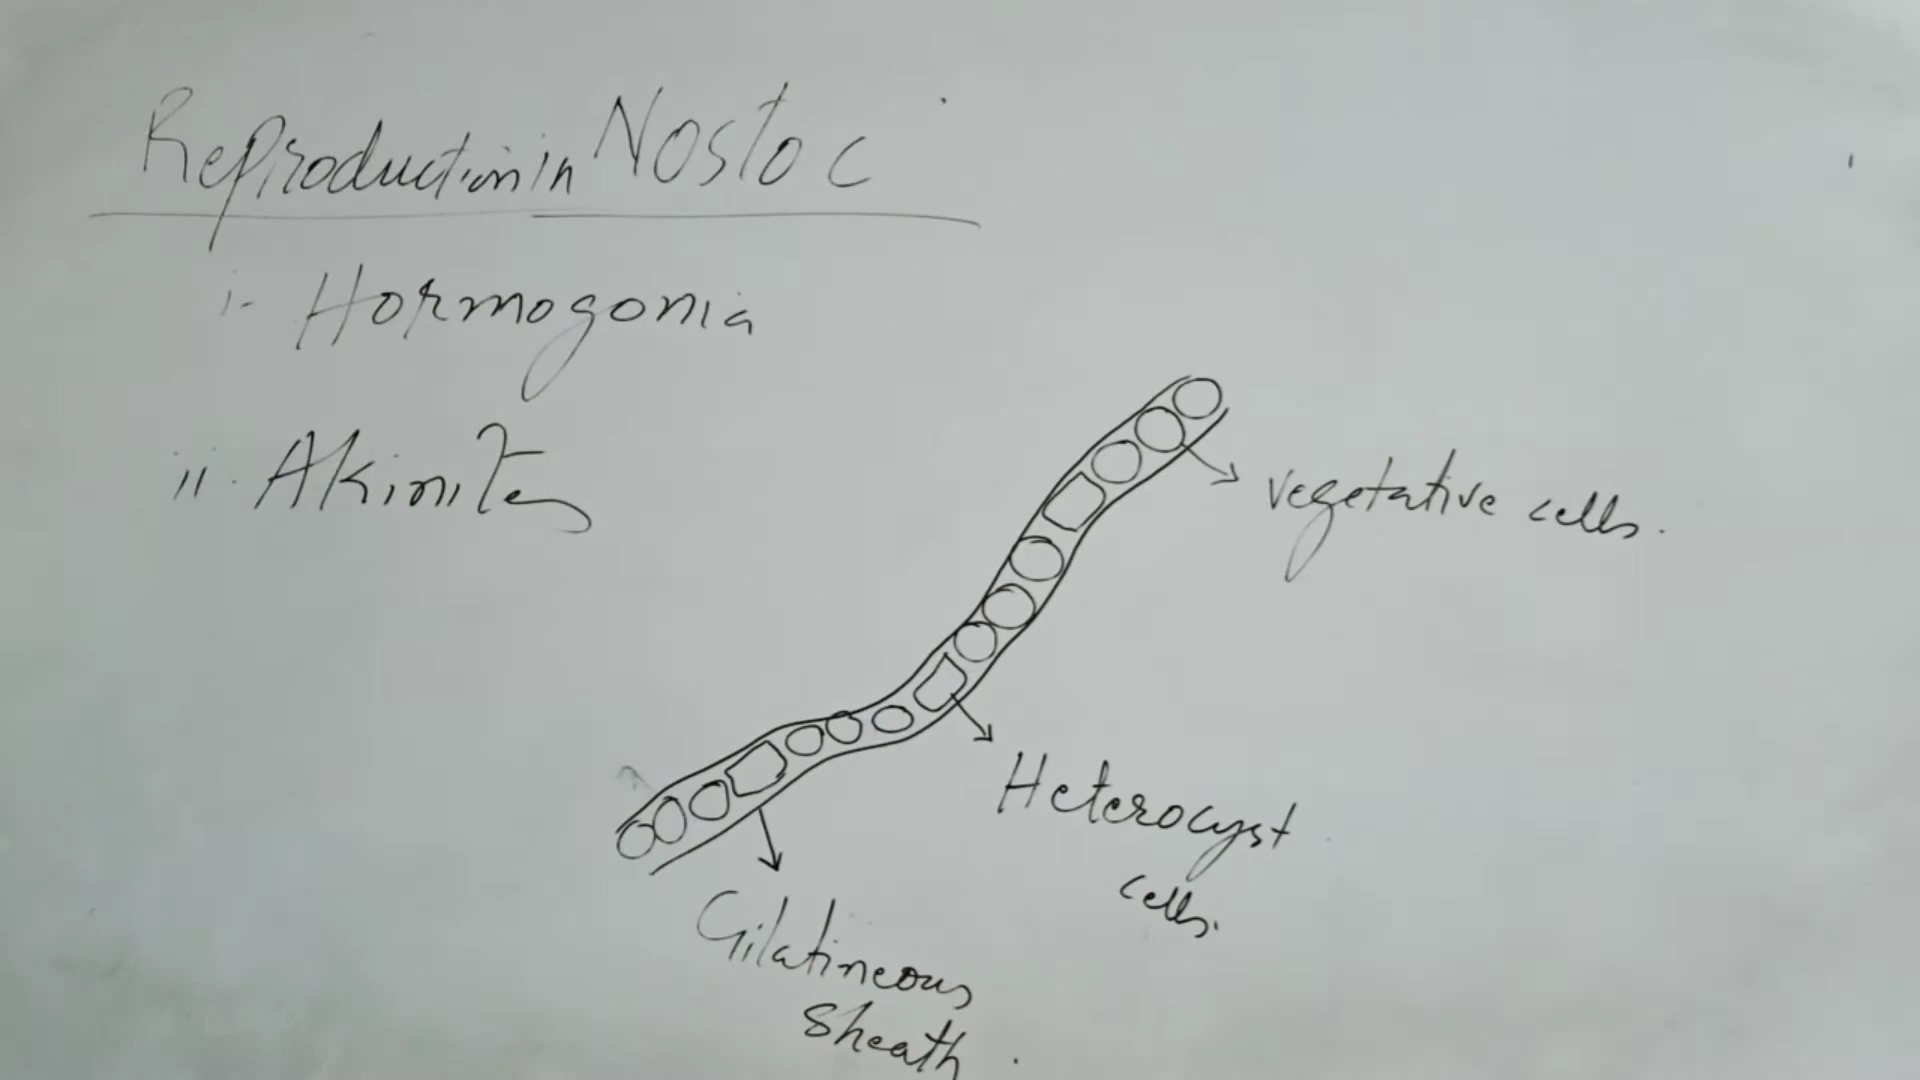 Reproduction in Nostoc
i- Hormogonia
ii. Akinites
vegetative cells.
Heterocyst
cells.
Gilatineous
Sheath.